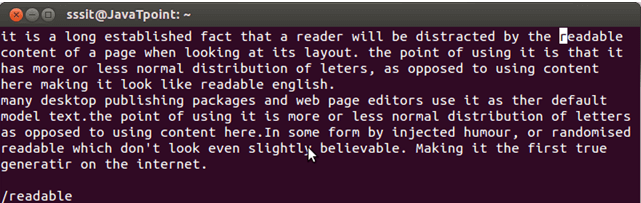 sssit@JavaTpoint: ~
it is a long established fact that a reader will be distracted by the readable
content of a page when looking at its layout. the point of using it is that it
has more or less normal distribution of leters, as opposed to using content
here making it look like readable english.
many desktop publishing packages and web page editors use it as ther default
model text.the point of using it is more or less normal distribution of letters
as opposed to using content here.In some form by injected humour, or randomised
readable which don't look even slightly believable. Making it the first true
generatir on the internet.
/readable